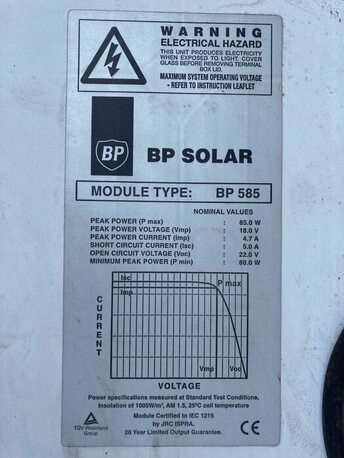 WARNING
ELECTRICAL HAZARD
THIS UNIT PRODUCES ELECTRICITY
WHEN EXPOSED TO LIGHT. COVER
GLASS BEFORE REMOVING TERMINAL
BOX LID.
MAXIMUM SYSTEM OPERATING VOLTAGE
- REFER TO INSTRUCTION LEAFLET
BP
BP SOLAR
MODULE TYPE: BP 585
NOMINAL VALUES
PEAK POWER (P max) : 85.0 W
PEAK POWER VOLTAGE (Vmp) : 18.0 V
PEAK POWER CURRENT (Imp) : 4.7 A
SHORT CIRCUIT CURRENT (Isc) : 5.0 A
OPEN CIRCUIT VOLTAGE (Voc) : 22.0 V
MINIMUM PEAK POWER (P min) : 80.0 W
Isc
Imp
P max
CURRENT
Vmp Voc
VOLTAGE
Power specifications measured at Standard Test Conditions,
Insolation of 1000W/m², AM 1.5, 25ºC cell temperature
Module Certified to IEC 1215
by JRC ISPRA.
20 Year Limited Output Guarantee.
TÜV Rheinland
Group
CE